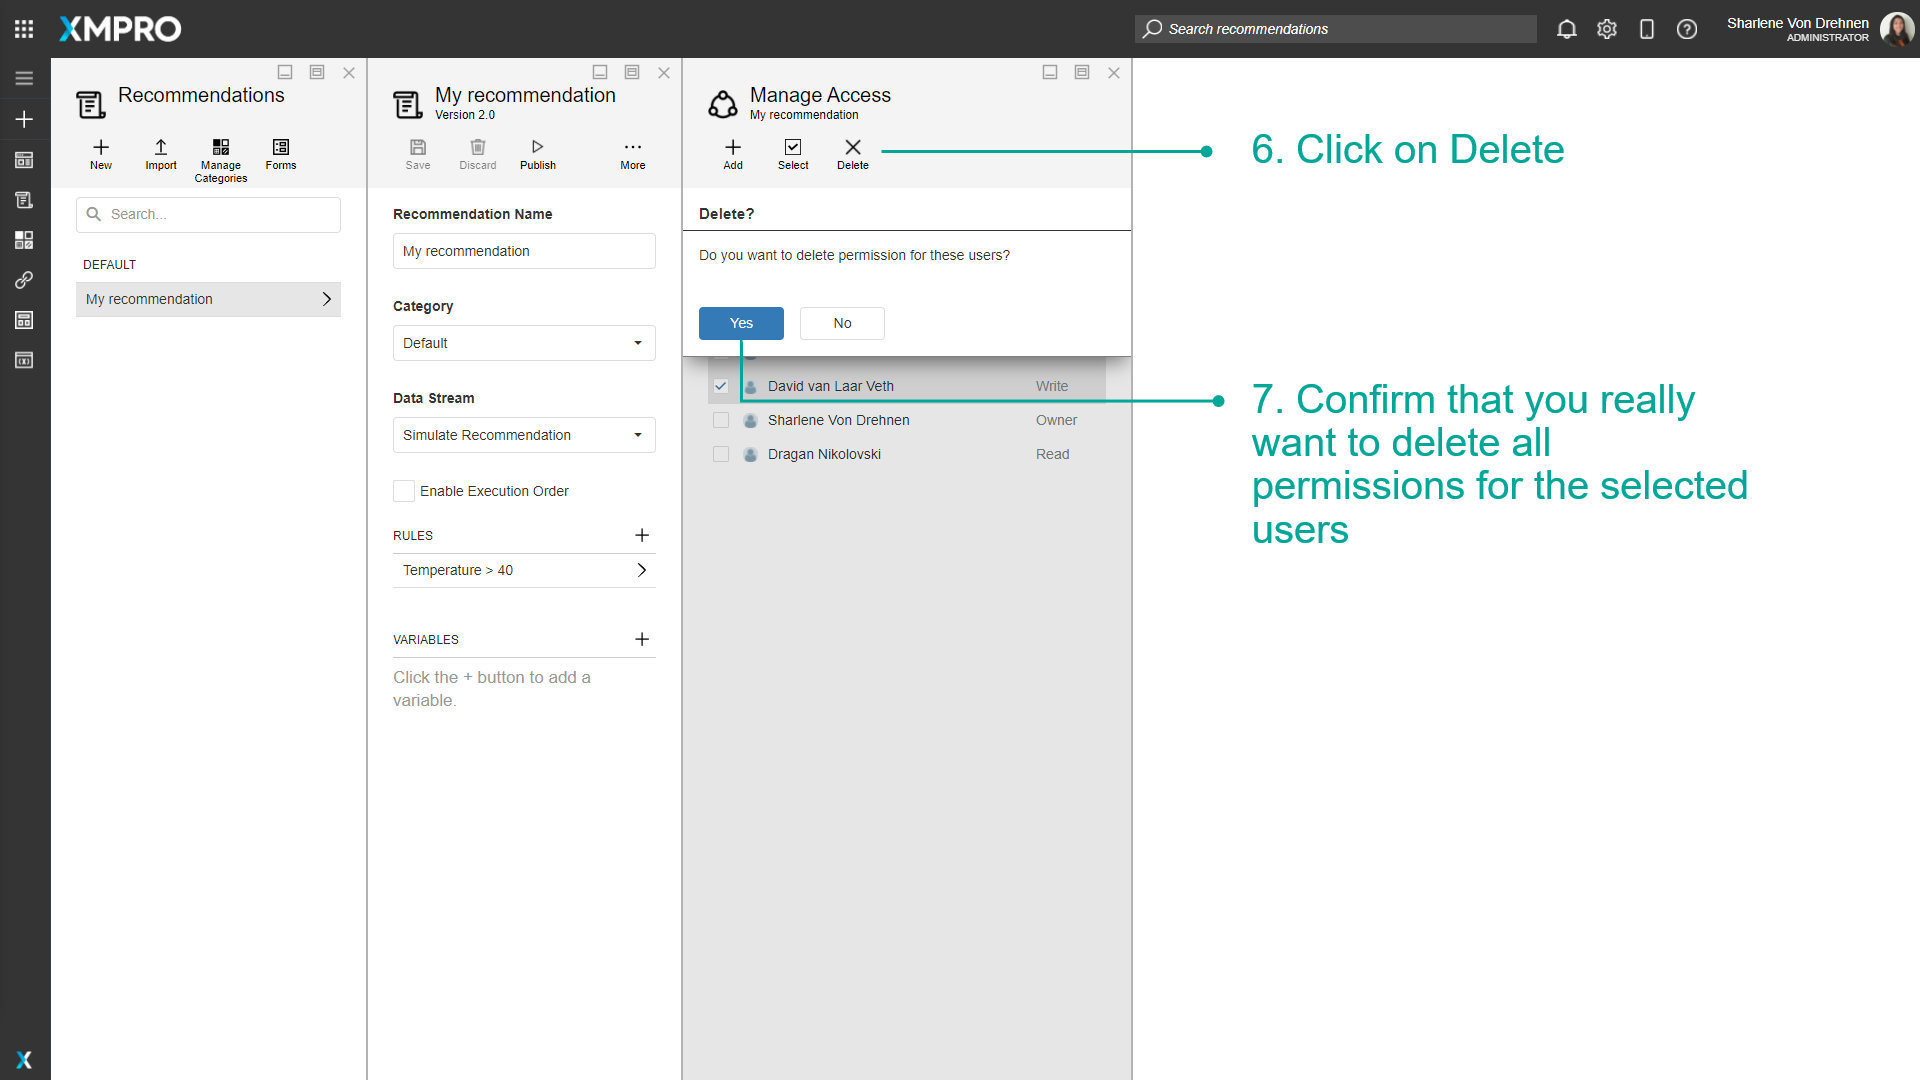 XMPRO
Search recommendations
Sharlene Von Drehnen
ADMINISTRATOR
Recommendations
New
Import
Manage
Categories
Forms
Search...
DEFAULT
My recommendation
My recommendation
Version 2.0
Save
Discard
Publish
More
Recommendation Name
My recommendation
Category
Default
Data Stream
Simulate Recommendation
Enable Execution Order
RULES
Temperature > 40
VARIABLES
Click the + button to add a
variable.
Manage Access
My recommendation
Add
Select
Delete
Delete?
Do you want to delete permission for these users?
Yes
No
David van Laar Veth Write
Sharlene Von Drehnen Owner
Dragan Nikolovski Read
6. Click on Delete
7. Confirm that you really
want to delete all
permissions for the selected
users